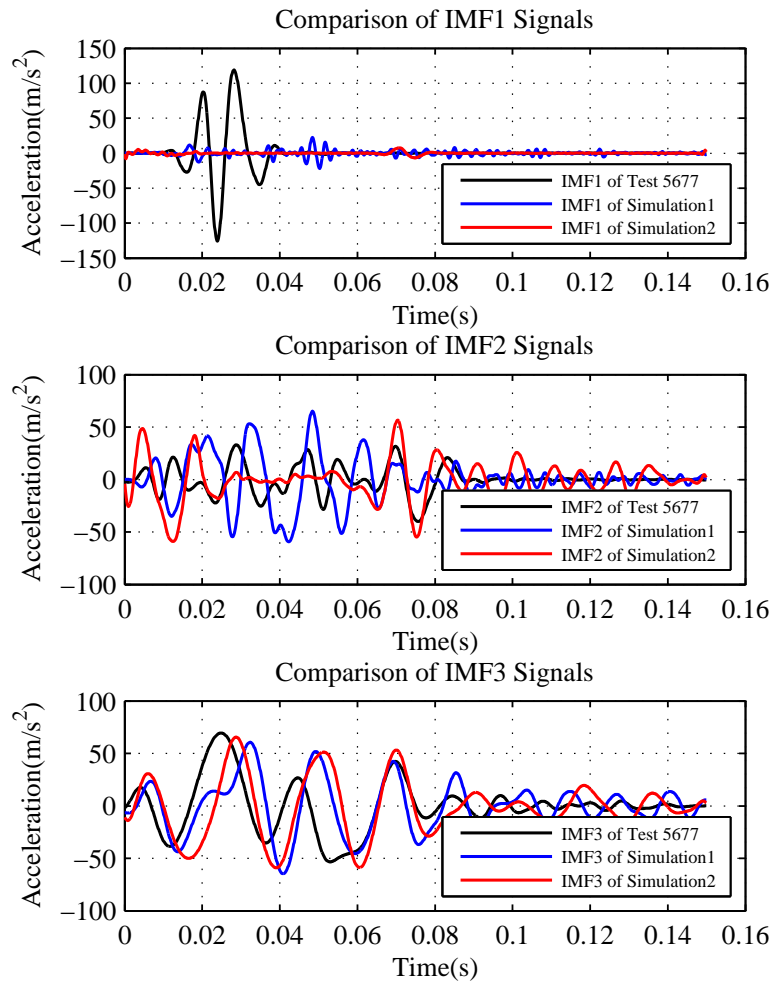 Comparison of IMF1 Signals
150
100
50
0
−50
−100
−150
Acceleration(m/s²)
IMF1 of Test 5677
IMF1 of Simulation1
IMF1 of Simulation2
0 0.02 0.04 0.06 0.08 0.1 0.12 0.14 0.16
Time(s)
Comparison of IMF2 Signals
100
50
0
−50
−100
Acceleration(m/s²)
IMF2 of Test 5677
IMF2 of Simulation1
IMF2 of Simulation2
0 0.02 0.04 0.06 0.08 0.1 0.12 0.14 0.16
Time(s)
Comparison of IMF3 Signals
100
50
0
−50
−100
Acceleration(m/s²)
IMF3 of Test 5677
IMF3 of Simulation1
IMF3 of Simulation2
0 0.02 0.04 0.06 0.08 0.1 0.12 0.14 0.16
Time(s)